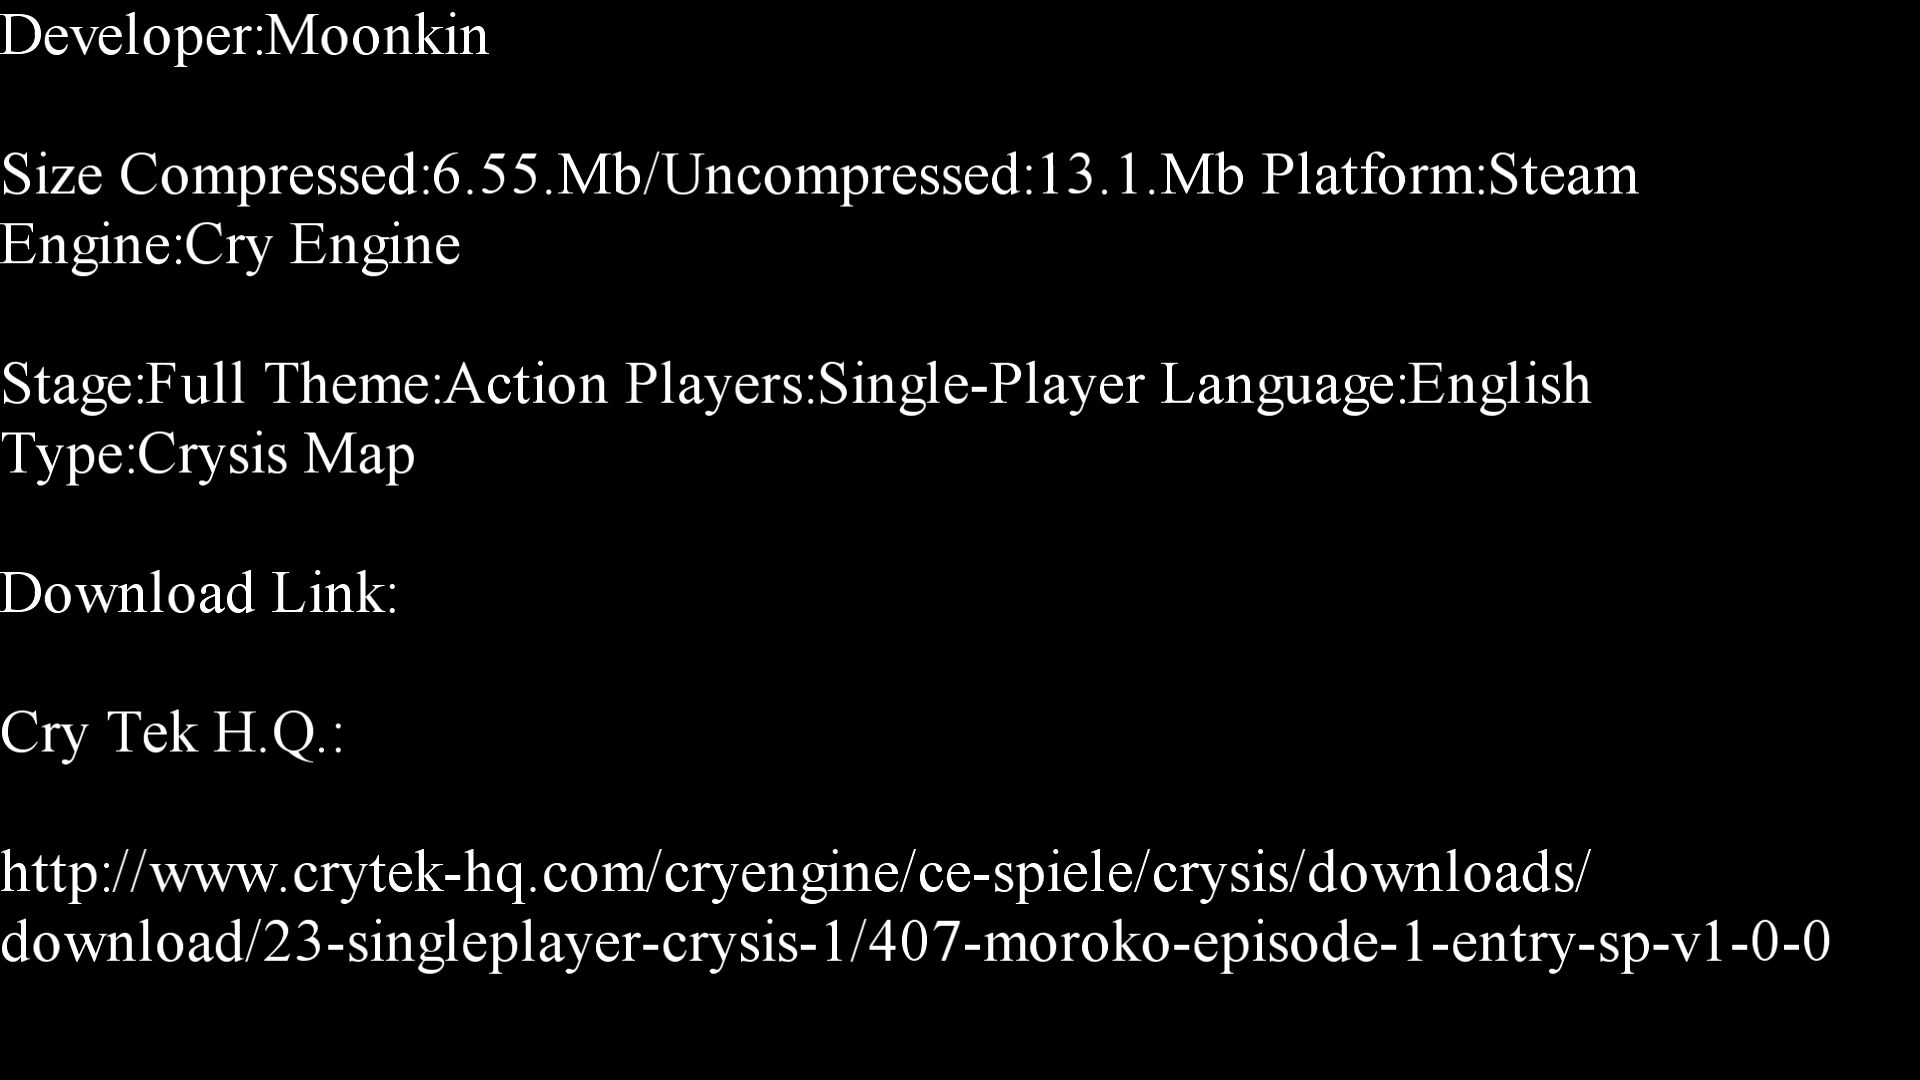 Developer:Moonkin
Size Compressed:6.55.Mb/Uncompressed:13.1.Mb Platform:Steam
Engine:Cry Engine
Stage:Full Theme:Action Players:Single-Player Language:English
Type:Crysis Map
Download Link:
Cry Tek H.Q.:
http://www.crytek-hq.com/cryengine/ce-spiele/crysis/downloads/
download/23-singleplayer-crysis-1/407-moroko-episode-1-entry-sp-v1-0-0